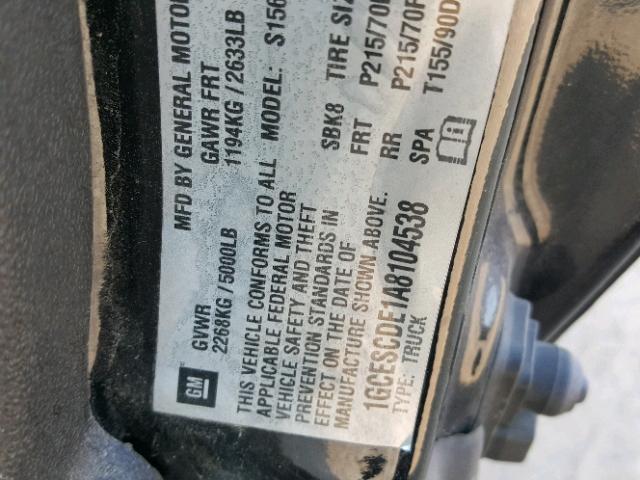 MFD BY GENERAL MOTOR
GVWR GAWR FRT
2268KG/5000LB 1194KG/2633LB
GM
THIS VEHICLE CONFORMS TO ALL MODEL: S156
APPLICABLE FEDERAL MOTOR
VEHICLE SAFETY AND THEFT
PREVENTION STANDARDS IN SBK8 TIRE SIZ
EFFECT ON THE DATE OF FRT P215/70
MANUFACTURE SHOWN ABOVE. RR P215/70R
1GCESCDE1A8104538 SPA T155/90D
TYPE: TRUCK